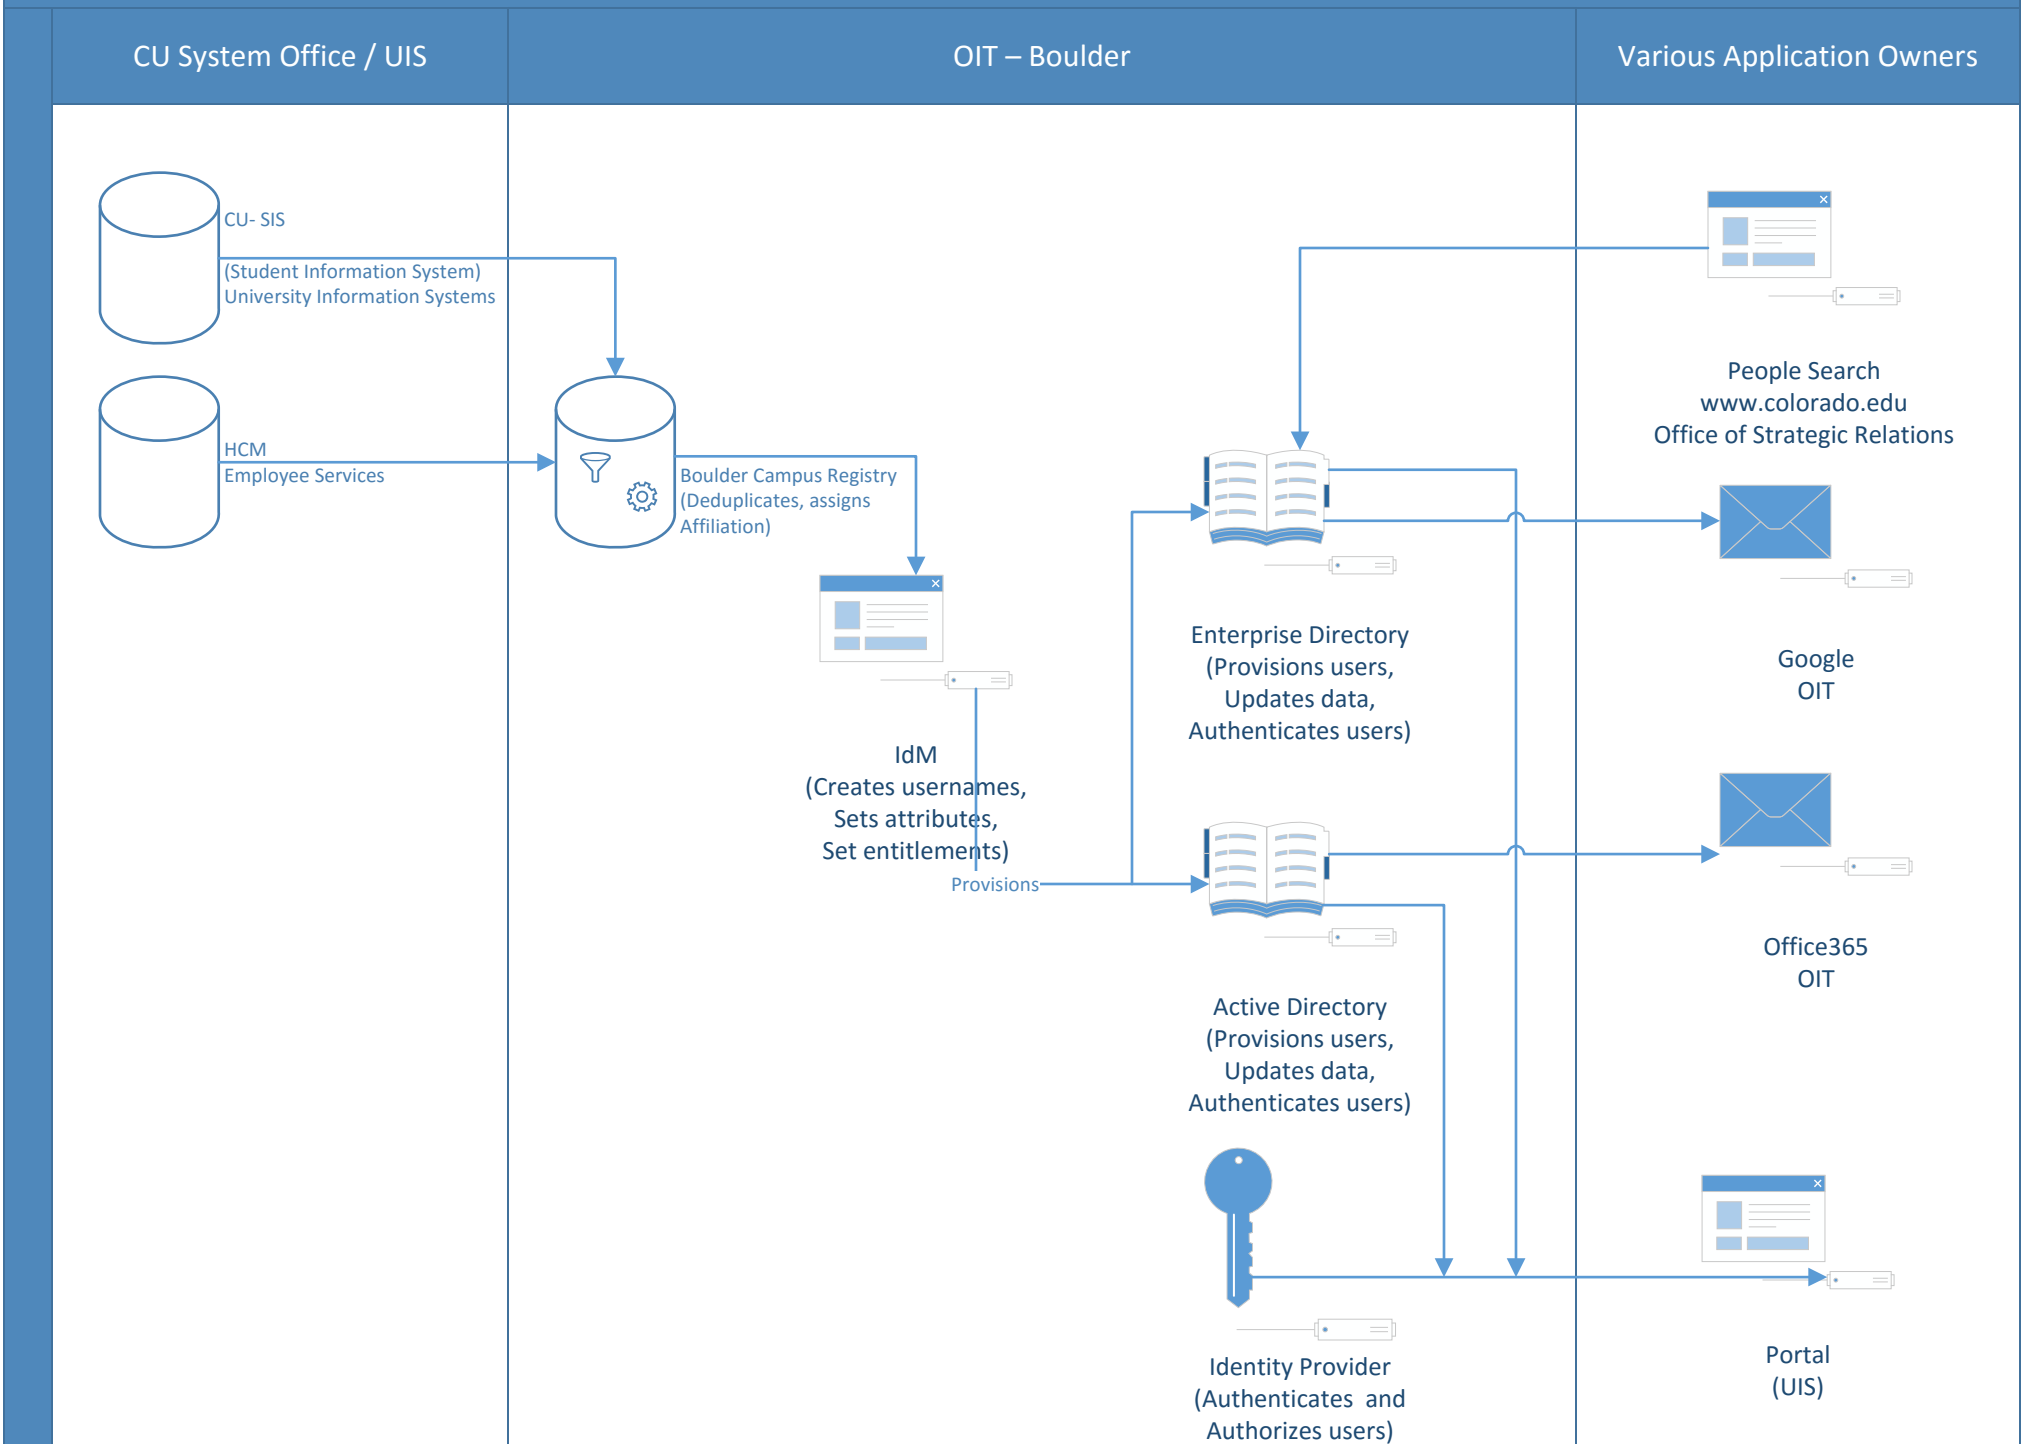 CU System Office / UIS
OIT – Boulder
Various Application Owners
CU- SIS
(Student Information System)
University Information Systems
HCM
Employee Services
Boulder Campus Registry
(Deduplicates, assigns
Affiliation)
IdM
(Creates usernames,
Sets attributes,
Set entitlements)
Provisions
Enterprise Directory
(Provisions users,
Updates data,
Authenticates users)
Active Directory
(Provisions users,
Updates data,
Authenticates users)
Identity Provider
(Authenticates  and
Authorizes users)
People Search
www.colorado.edu
Office of Strategic Relations
Google
OIT
Office365
OIT
Portal
(UIS)